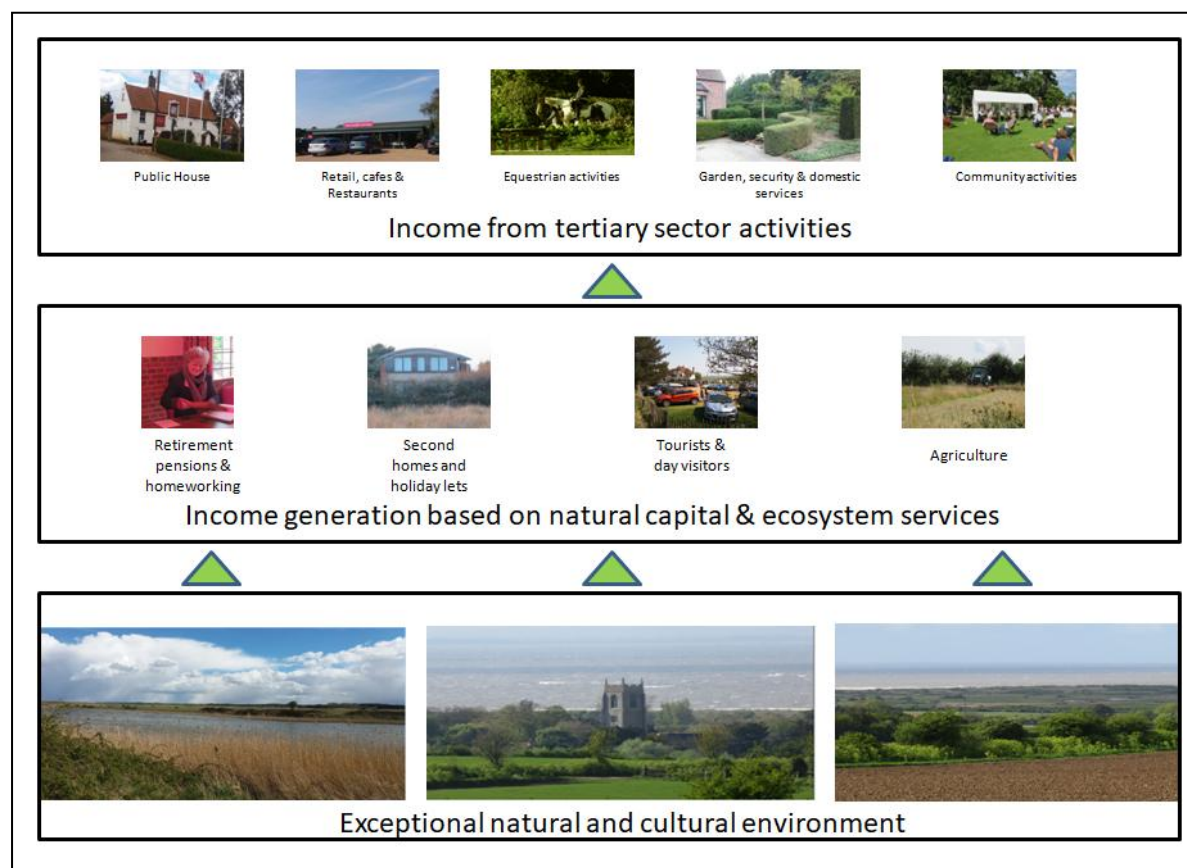 Public House
Retail, cafes &
Restaurants
Equestrian activities
Garden, security & domestic
services
Community activities
Income from tertiary sector activities
Retirement
pensions &
homeworking
Second
homes and
holiday lets
Tourists &
day visitors
Agriculture
Income generation based on natural capital & ecosystem services
Exceptional natural and cultural environment